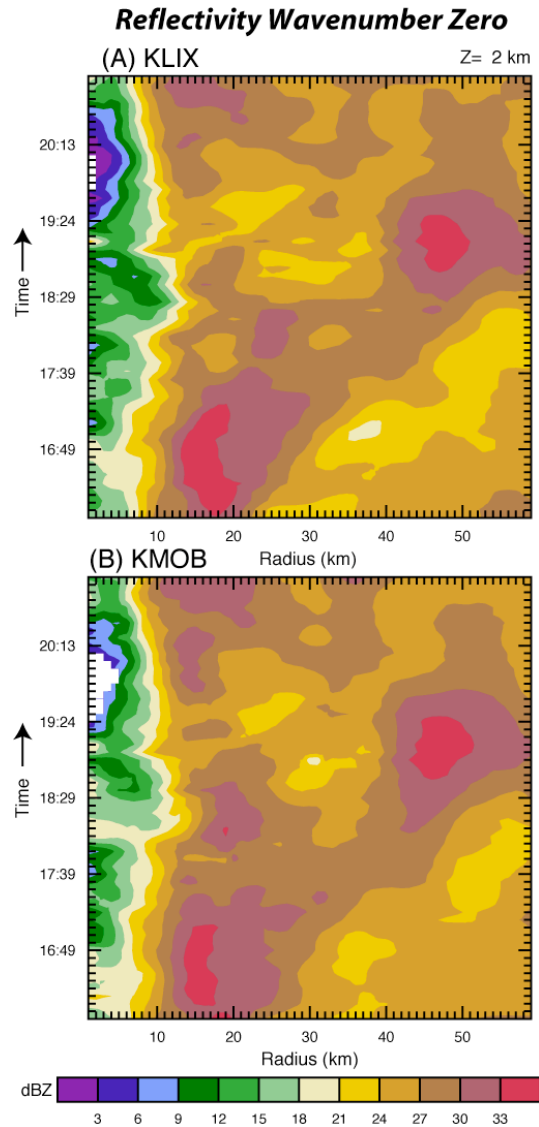 Reflectivity Wavenumber Zero
(A) KLIX
Z= 2 km
20:13
19:24
18:29
17:39
16:49
Time
10 20 30 40 50
Radius (km)
(B) KMOB
20:13
19:24
18:29
17:39
16:49
Time
10 20 30 40 50
Radius (km)
dBZ
3 6 9 12 15 18 21 24 27 30 33